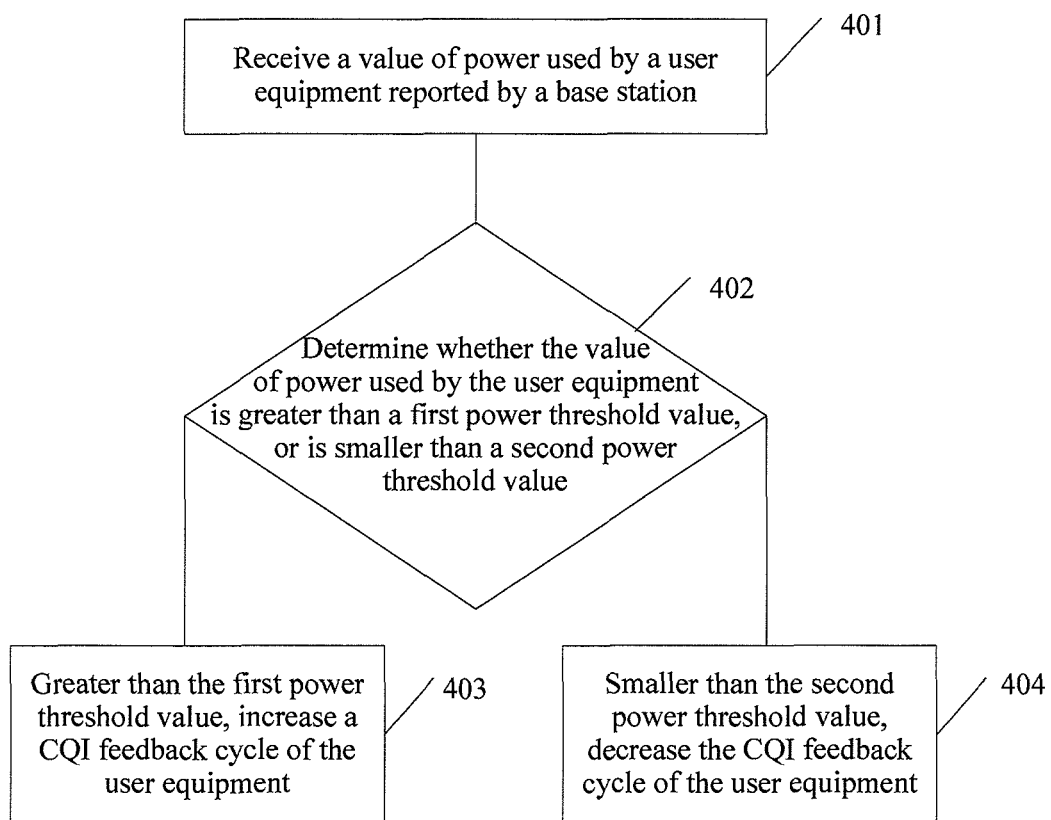 Receive a value of power used by a user
equipment reported by a base station
401
402
Determine whether the value
of power used by the user equipment
is greater than a first power threshold value,
or is smaller than a second power
threshold value
Greater than the first power
threshold value, increase a
CQI feedback cycle of the
user equipment
403
Smaller than the second
power threshold value,
decrease the CQI feedback
cycle of the user equipment
404